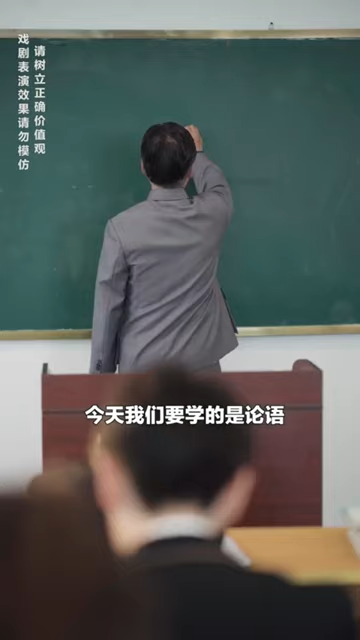 请树立正确价值观
戏剧表演效果请勿模仿
今天我们要学的是论语